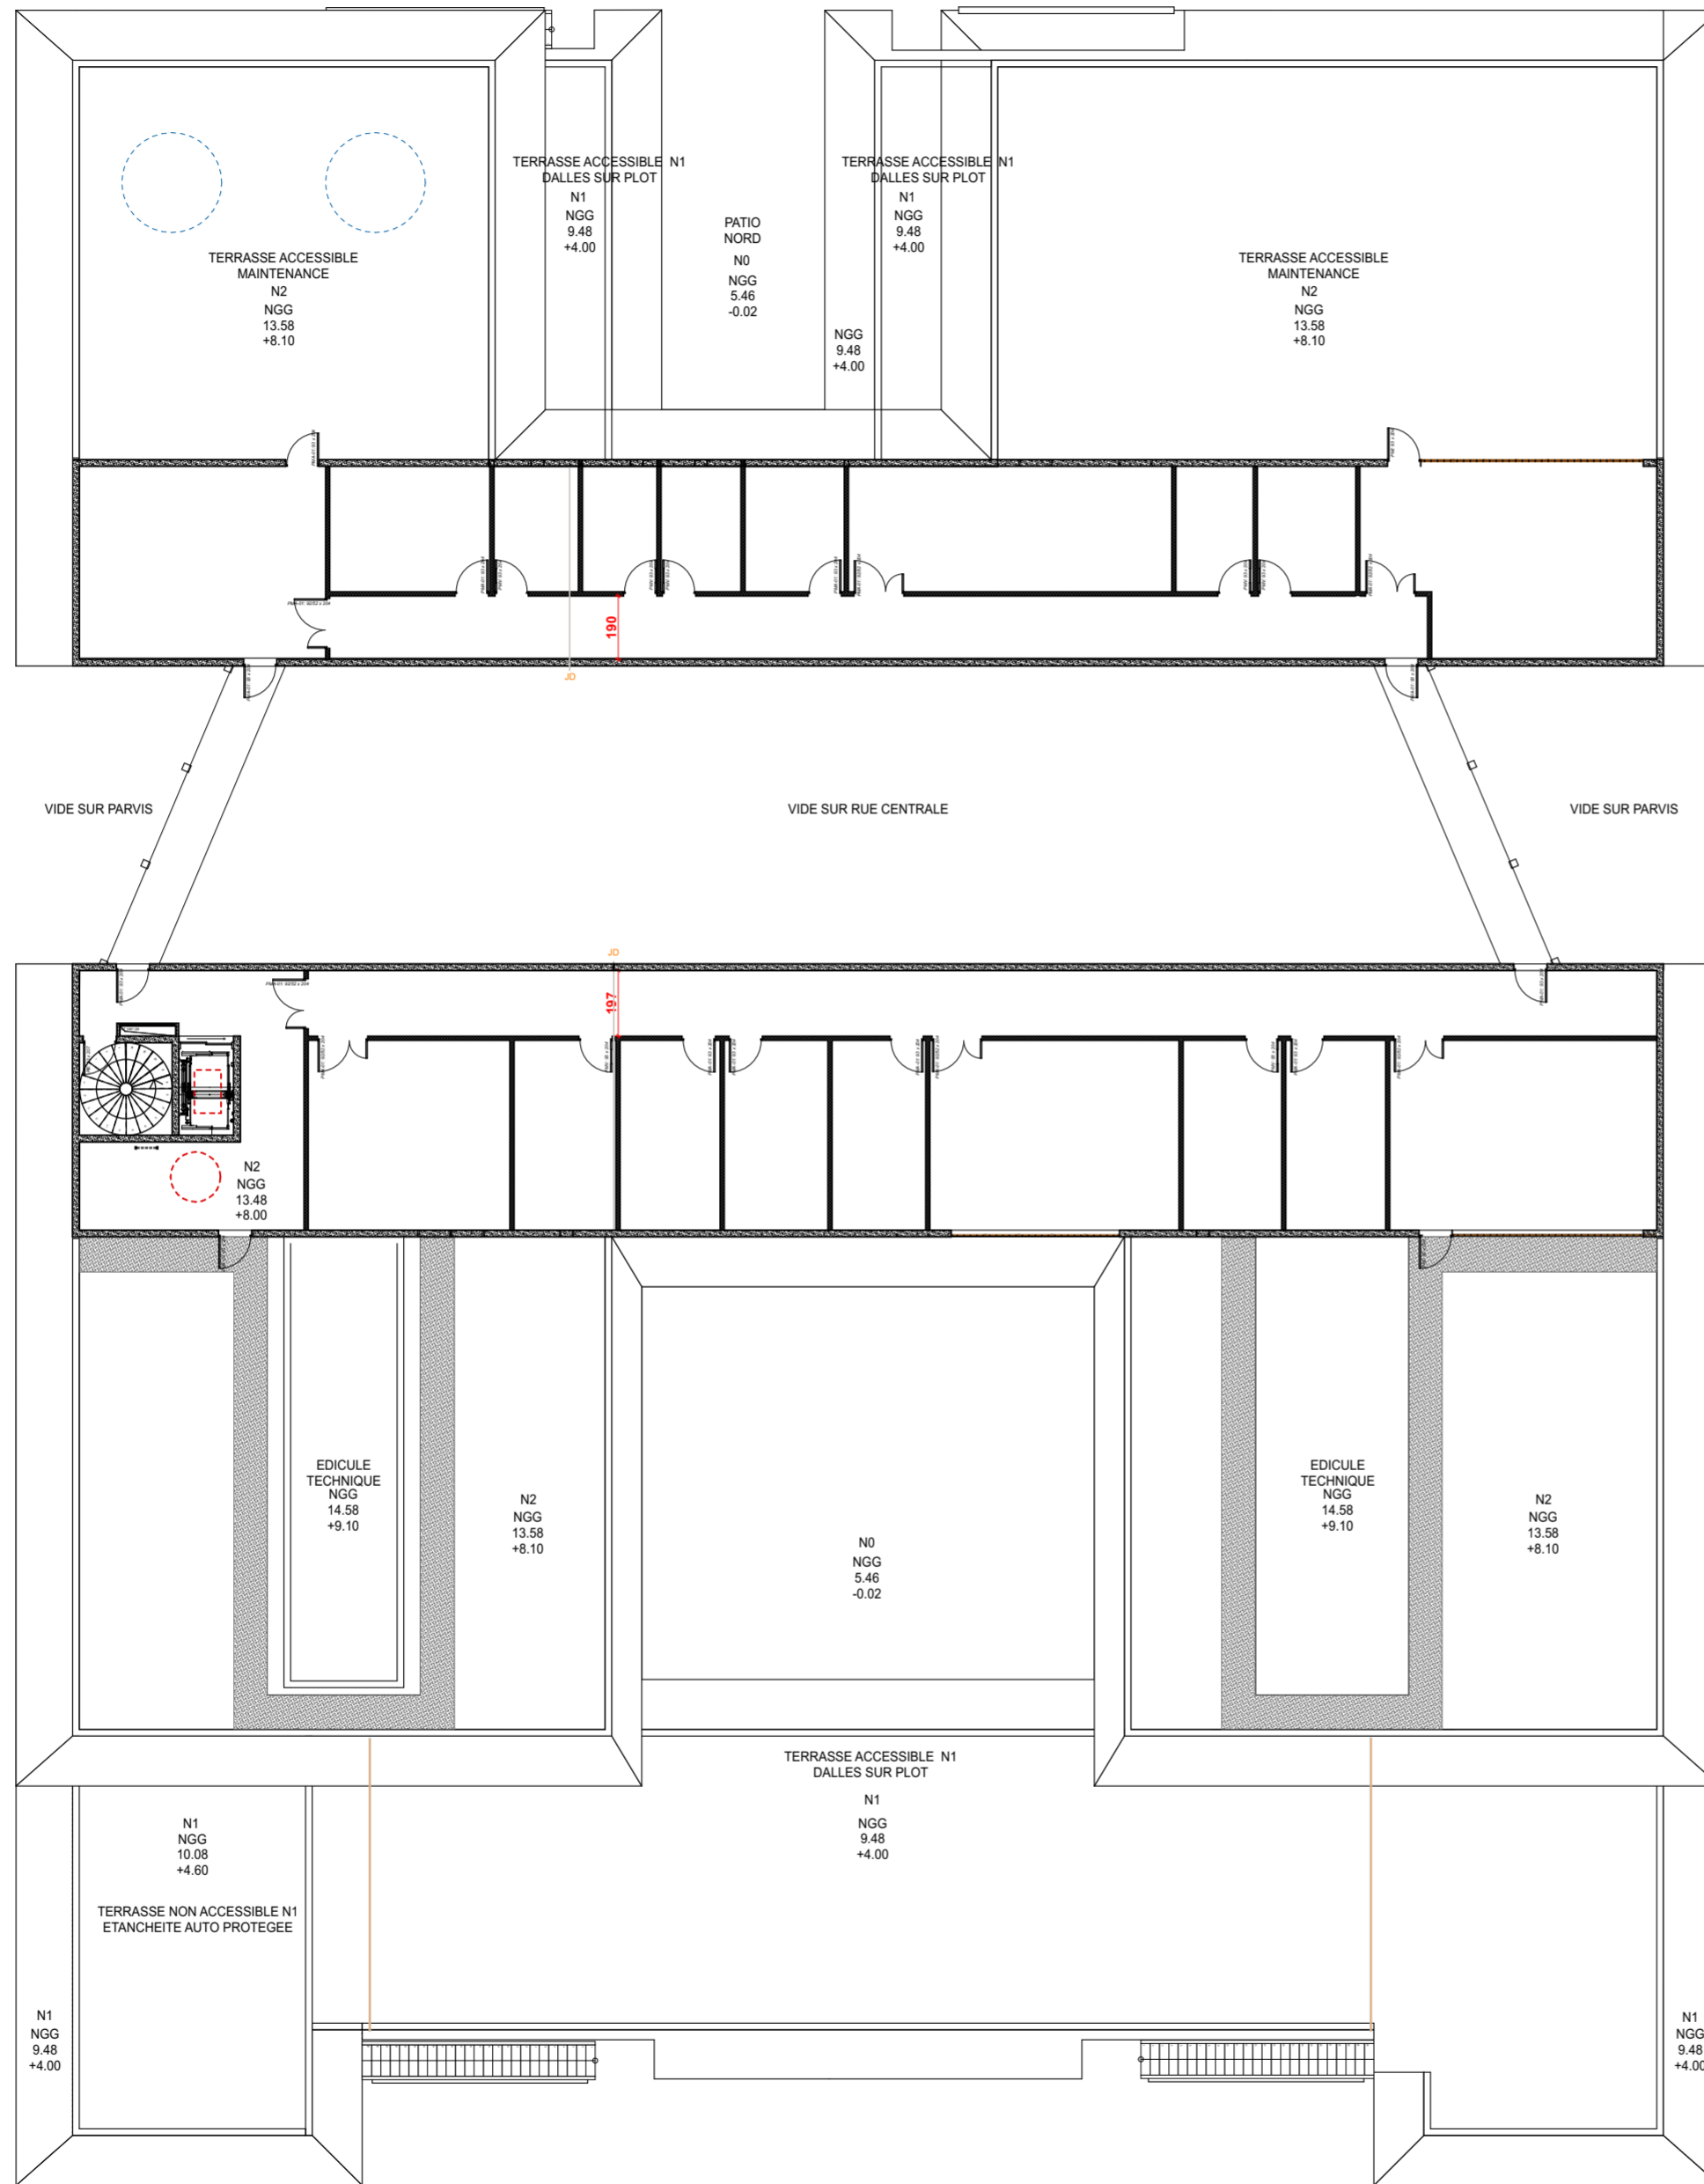 TERRASSE ACCESSIBLE N1
DALLES SUR PLOT
N1
NGG
9.48
+4.00
TERRASSE ACCESSIBLE N1
DALLES SUR PLOT
N1
NGG
9.48
+4.00
PATIO
NORD
N0
NGG
5.46
-0.02
TERRASSE ACCESSIBLE
MAINTENANCE
N2
NGG
13.58
+8.10
TERRASSE ACCESSIBLE
MAINTENANCE
N2
NGG
13.58
+8.10
NGG
9.48
+4.00
190
JD
VIDE SUR PARVIS
VIDE SUR RUE CENTRALE
VIDE SUR PARVIS
JD
197
N2
NGG
13.48
+8.00
EDICULE
TECHNIQUE
NGG
14.58
+9.10
N2
NGG
13.58
+8.10
N0
NGG
5.46
-0.02
EDICULE
TECHNIQUE
NGG
14.58
+9.10
N2
NGG
13.58
+8.10
TERRASSE ACCESSIBLE N1
DALLES SUR PLOT
N1
NGG
9.48
+4.00
N1
NGG
10.08
+4.60
TERRASSE NON ACCESSIBLE N1
ETANCHEITE AUTO PROTEGEE
N1
NGG
9.48
+4.00
N1
NGG
9.48
+4.00